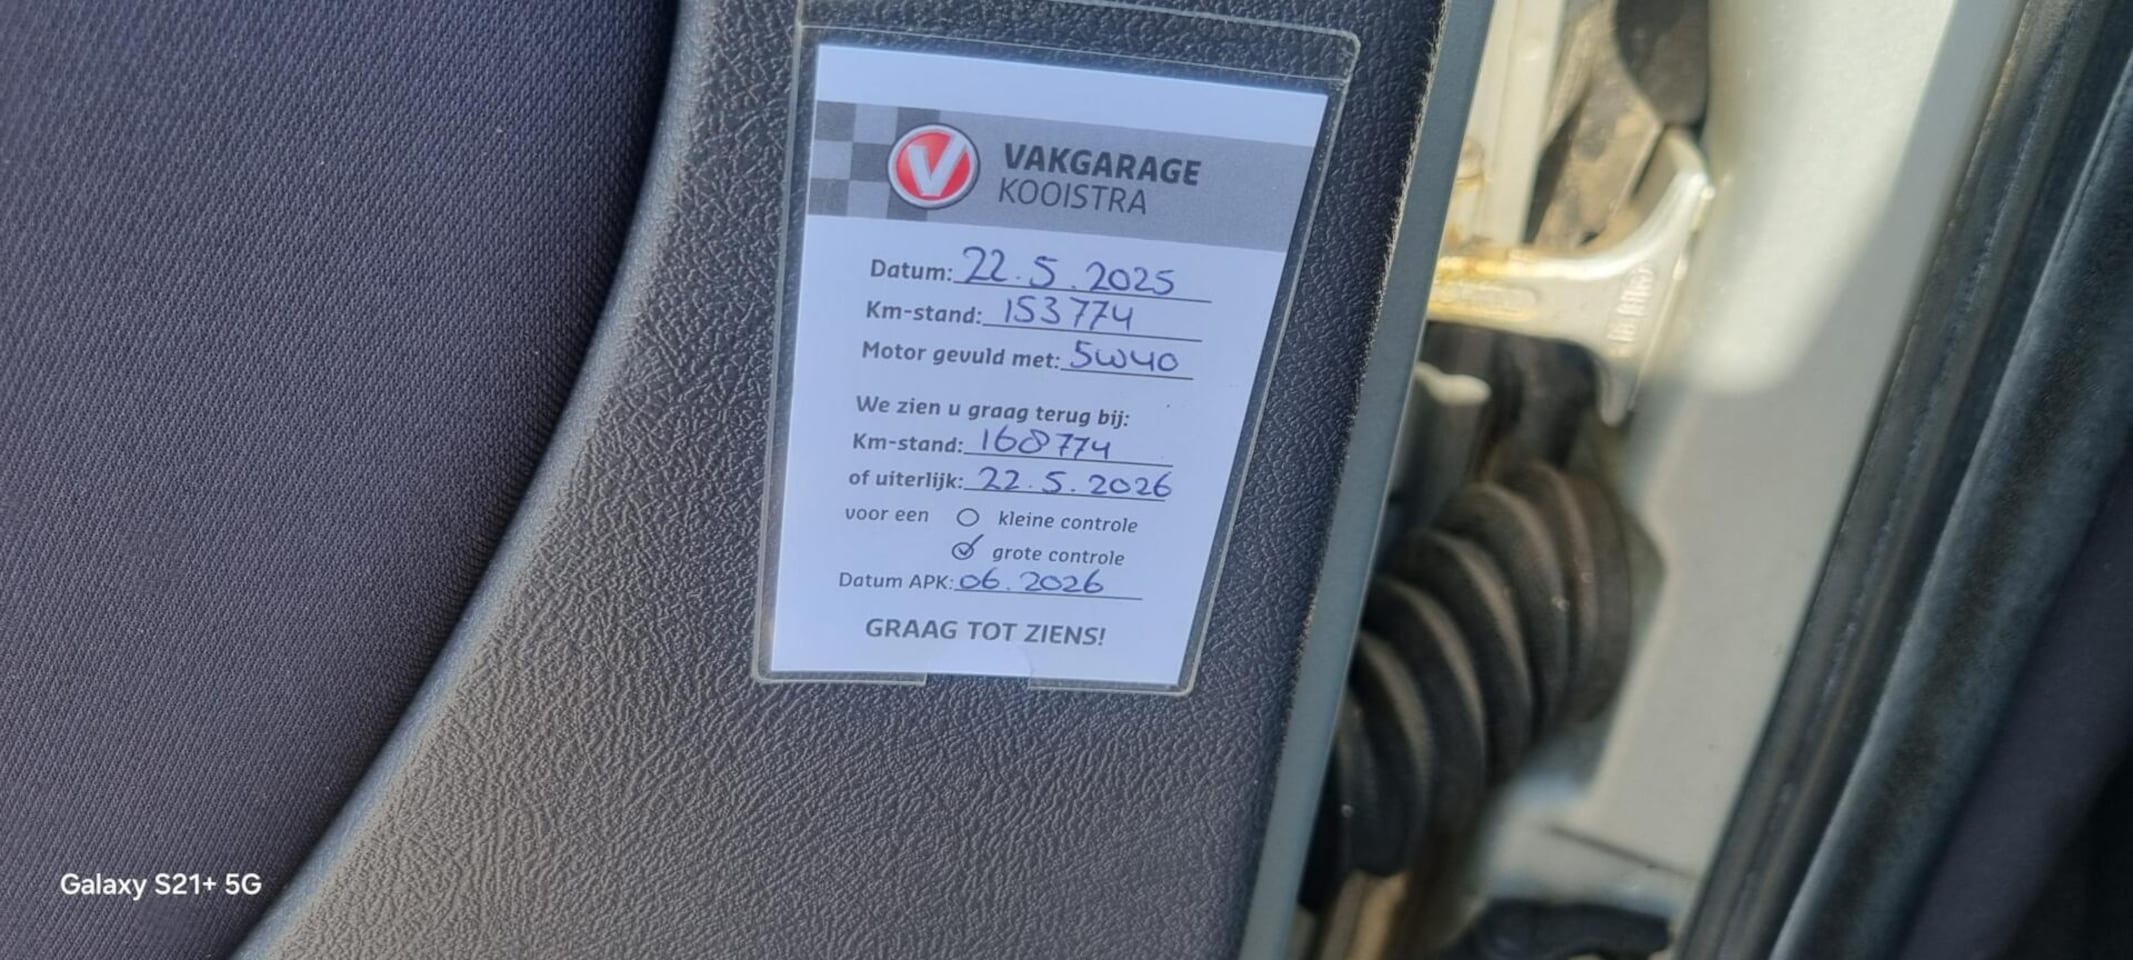 VAKGARAGE
KOOISTRA
Datum: 22.5.2025
Km-stand: 153774
Motor gevuld met: 5W40
We zien u graag terug bij:
Km-stand: 168774
of uiterlijk: 22.5.2026
voor een kleine controle
grote controle
Datum APK: 06.2026
GRAAG TOT ZIENS!
Galaxy S21+ 5G